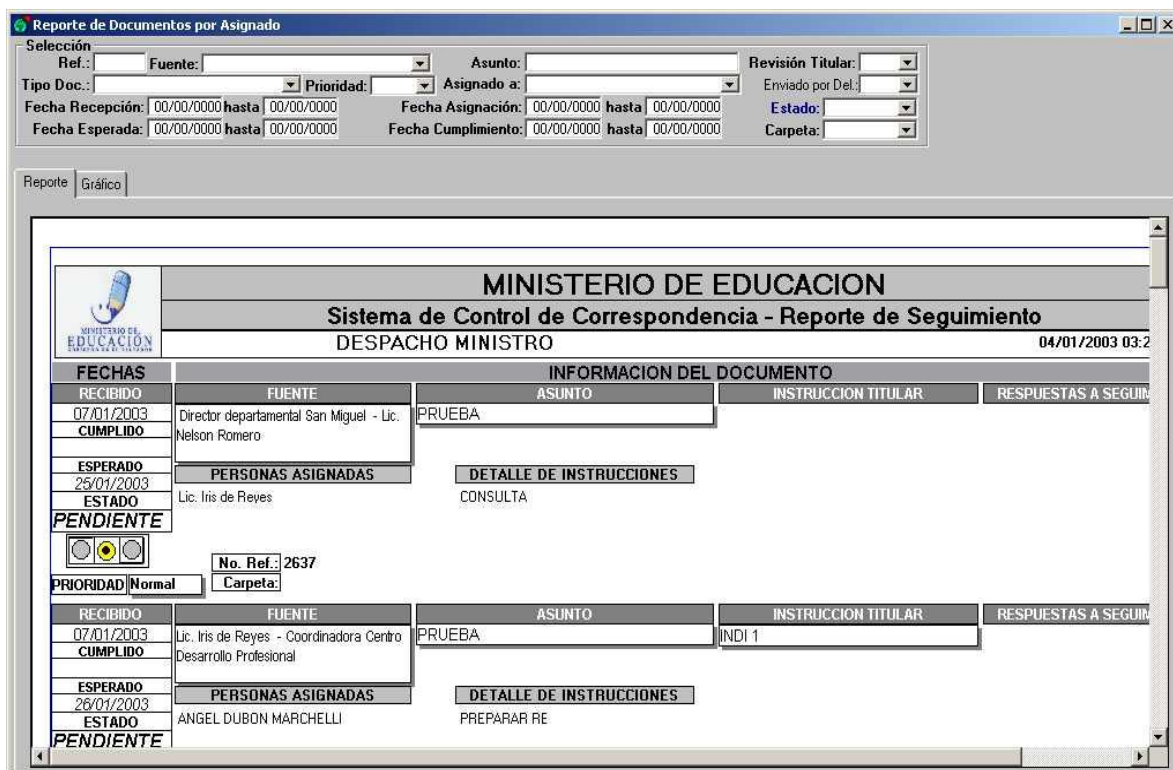 Reporte de Documentos por Asignado
Selección
Ref.: Fuente: Asunto: Revisión Titular:
Tipo Doc.: Prioridad: Asignado a: Enviado por Del.:
Fecha Recepción: 00/00/0000 hasta 00/00/0000 Fecha Asignación: 00/00/0000 hasta 00/00/0000 Estado:
Fecha Esperada: 00/00/0000 hasta 00/00/0000 Fecha Cumplimiento: 00/00/0000 hasta 00/00/0000 Carpeta:
Reporte Gráfico
MINISTERIO DE EDUCACIÓN
MINISTERIO DE EDUCACION
Sistema de Control de Correspondencia - Reporte de Seguimiento
DESPACHO MINISTRO 04/01/2003 03:2
FECHAS INFORMACION DEL DOCUMENTO
RECIBIDO FUENTE ASUNTO INSTRUCCION TITULAR RESPUESTAS A SEGUIM
07/01/2003 Director departamental San Miguel - Lic. PRUEBA
CUMPLIDO Nelson Romero
ESPERADO PERSONAS ASIGNADAS DETALLE DE INSTRUCCIONES
25/01/2003 Lic. Iris de Reyes CONSULTA
ESTADO
PENDIENTE
No. Ref.: 2637
PRIORIDAD Normal Carpeta:
RECIBIDO FUENTE ASUNTO INSTRUCCION TITULAR RESPUESTAS A SEGUIM
07/01/2003 Lic. Iris de Reyes - Coordinadora Centro PRUEBA INDI 1
CUMPLIDO Desarrollo Profesional
ESPERADO PERSONAS ASIGNADAS DETALLE DE INSTRUCCIONES
26/01/2003 ANGEL DUBON MARCHELLI PREPARAR RE
ESTADO
PENDIENTE